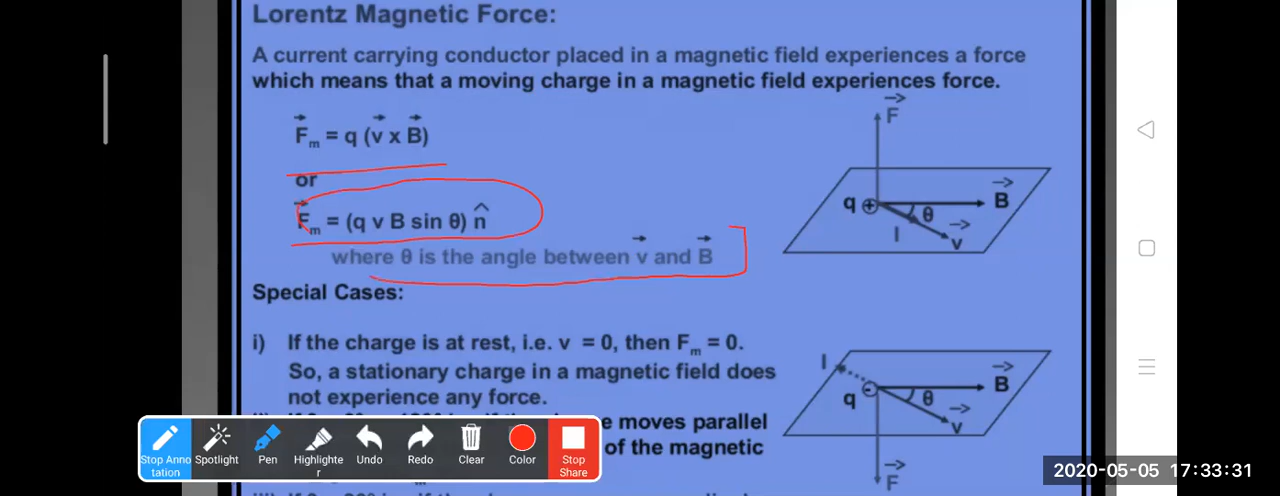 Lorentz Magnetic Force:
A current carrying conductor placed in a magnetic field experiences a force
which means that a moving charge in a magnetic field experiences force.
F
Fm = q (v x B)
or
q
+
B
θ
Fm = (q v B sin θ) n̂
I
v
where θ is the angle between v and B
Special Cases:
i) If the charge is at rest, i.e. v = 0, then Fm = 0.
I
So, a stationary charge in a magnetic field does
not experience any force.
q
-
B
θ
e moves parallel
v
of the magnetic
F
Stop Anno
tation
Spotlight
Pen
Highlighte
r
Undo
Redo
Clear
Color
Stop
Share
2020-05-05 17:33:31